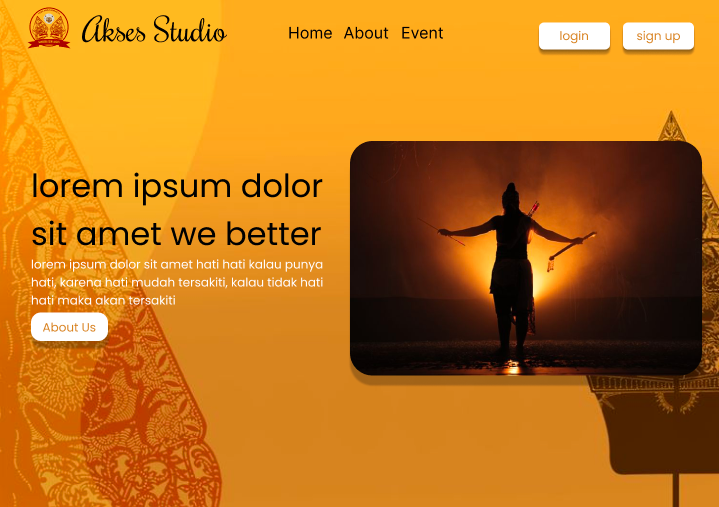 Akses Studio
Home About Event
login
sign up
lorem ipsum dolor
sit amet we better
lorem ipsum dolor sit amet hati hati kalau punya
hati, karena hati mudah tersakiti, kalau tidak hati
hati maka akan tersakiti
About Us